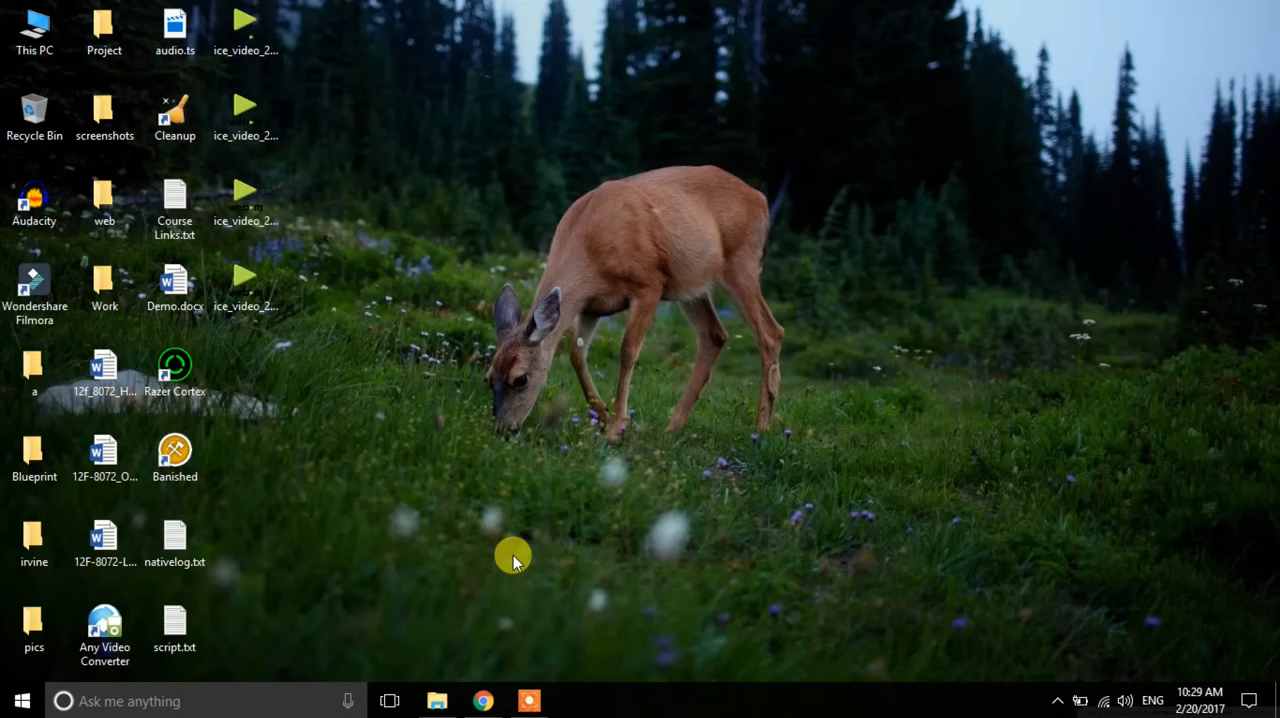 This PC
Project
audio.ts
ice_video_2...
Recycle Bin
screenshots
Cleanup
ice_video_2...
Audacity
web
Course
Links.txt
ice_video_2...
Wondershare
Filmora
Work
Demo.docx
ice_video_2...
a
12f_8072_H...
Razer Cortex
Blueprint
12F-8072_O...
Banished
irvine
12F-8072-L...
nativelog.txt
pics
Any Video
Converter
script.txt
Ask me anything
ENG
10:29 AM
2/20/2017